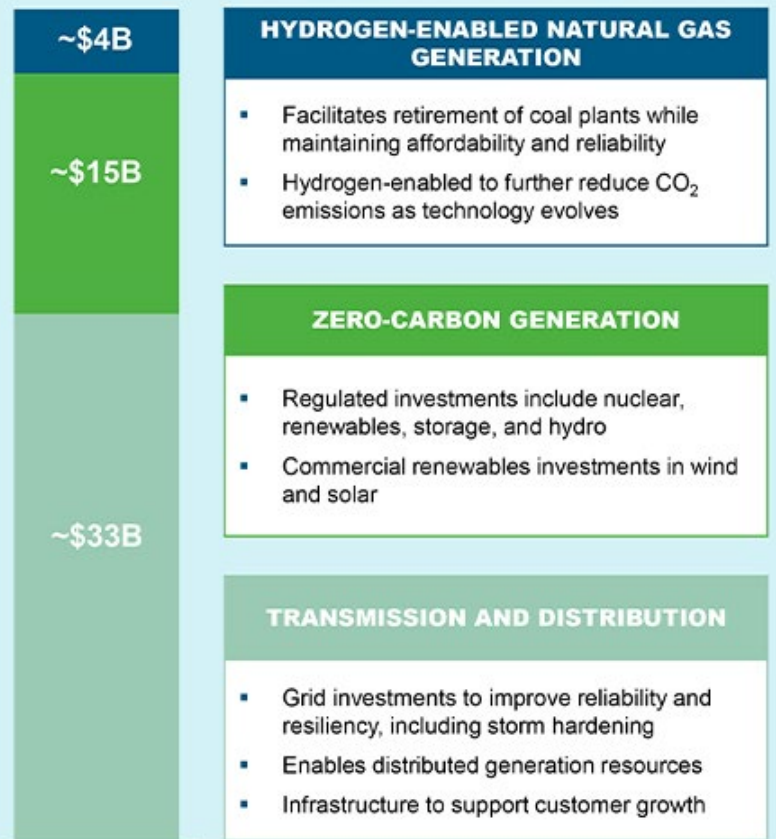 ~$4B
~$15B
~$33B
HYDROGEN-ENABLED NATURAL GAS
GENERATION
▪ Facilitates retirement of coal plants while
maintaining affordability and reliability
▪ Hydrogen-enabled to further reduce CO₂
emissions as technology evolves
ZERO-CARBON GENERATION
▪ Regulated investments include nuclear,
renewables, storage, and hydro
▪ Commercial renewables investments in wind
and solar
TRANSMISSION AND DISTRIBUTION
▪ Grid investments to improve reliability and
resiliency, including storm hardening
▪ Enables distributed generation resources
▪ Infrastructure to support customer growth